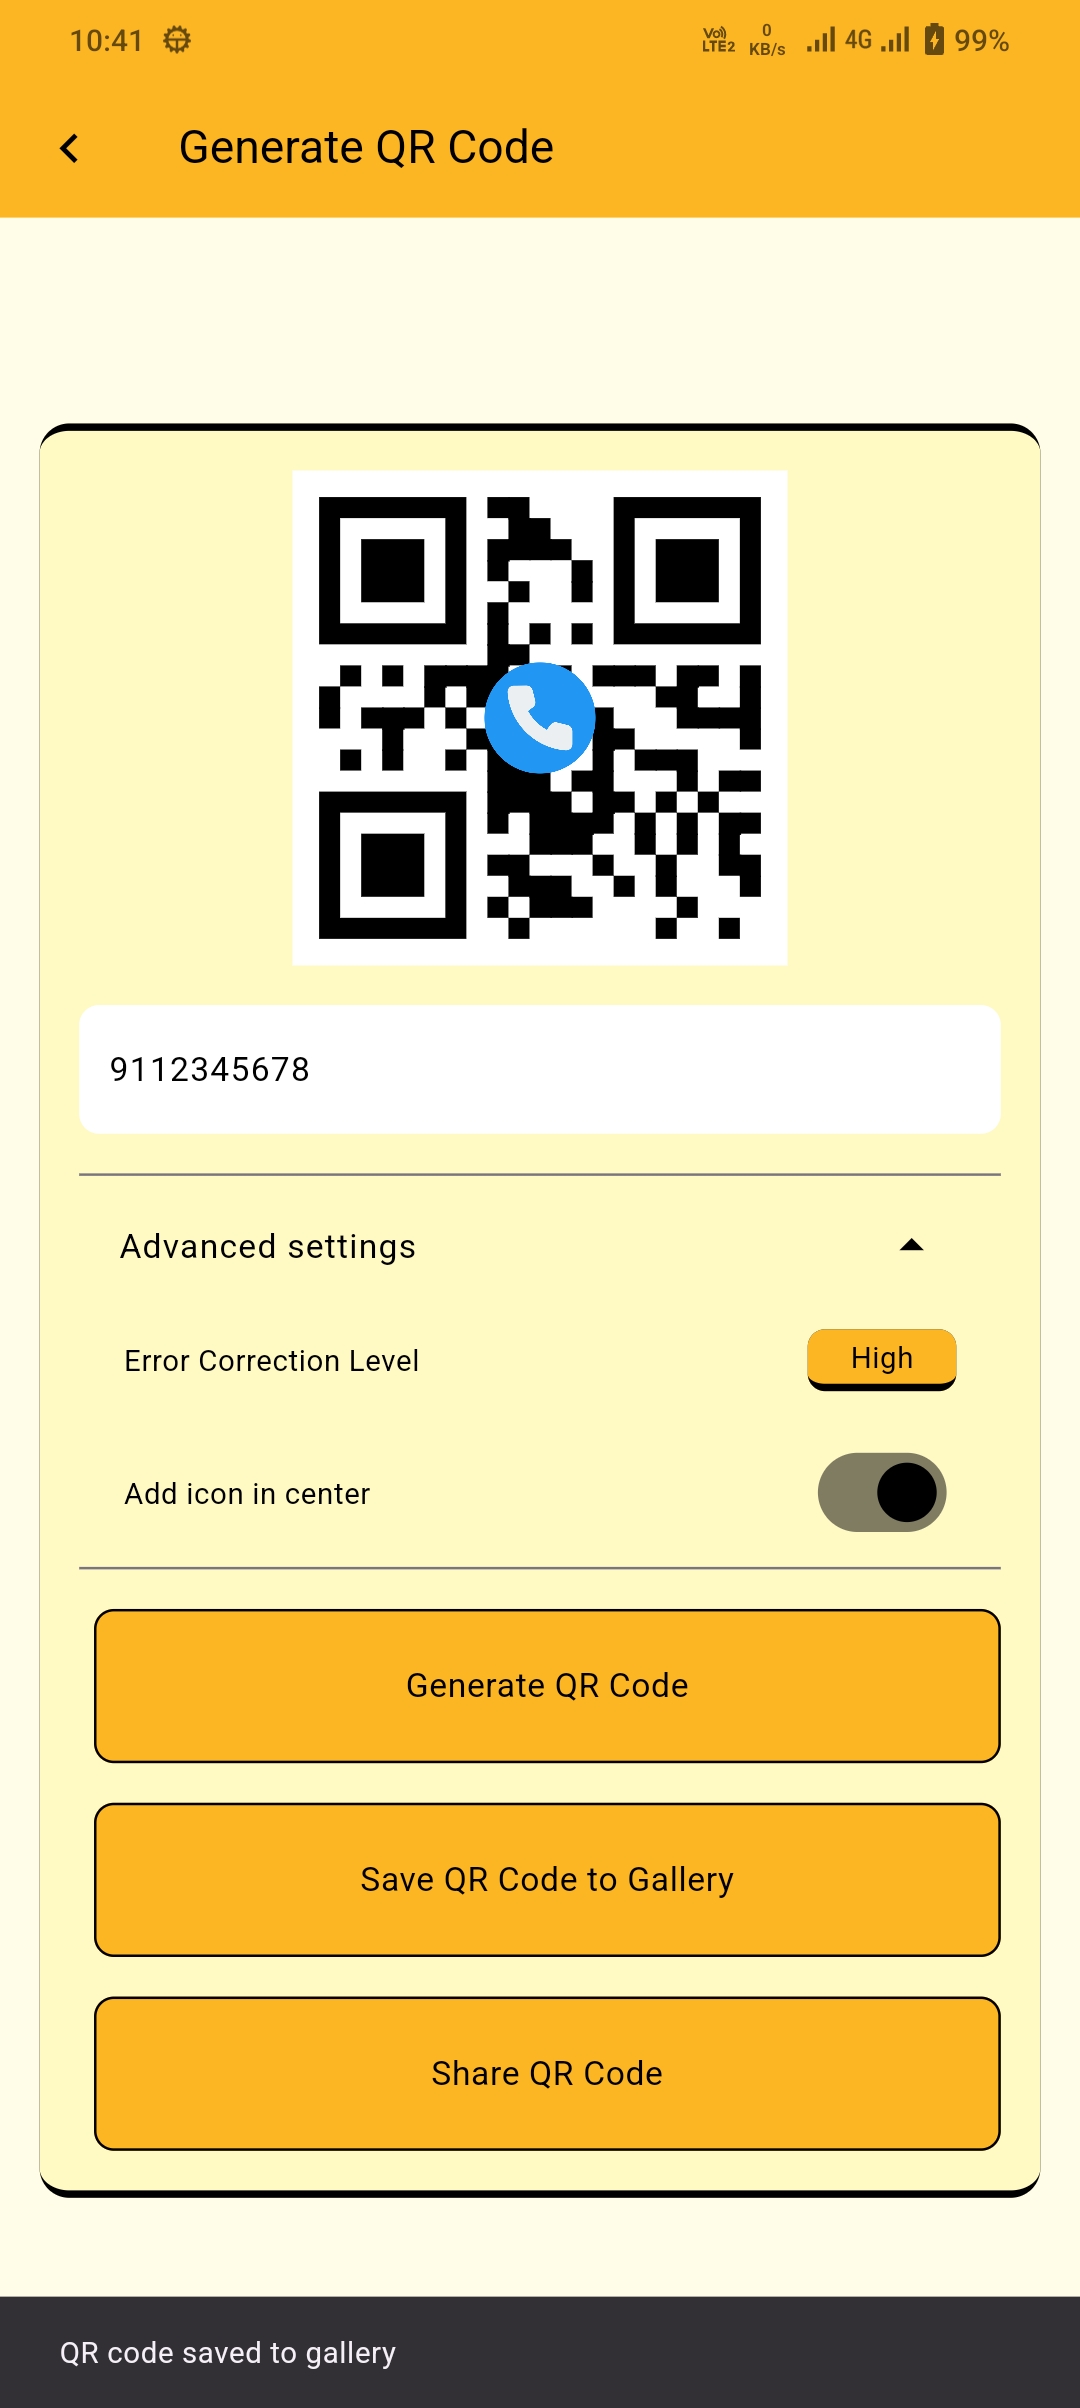 10:41 Vo) LTE2 0 KB/s 4G 99%
Generate QR Code
9112345678
Advanced settings
Error Correction Level High
Add icon in center
Generate QR Code
Save QR Code to Gallery
Share QR Code
QR code saved to gallery